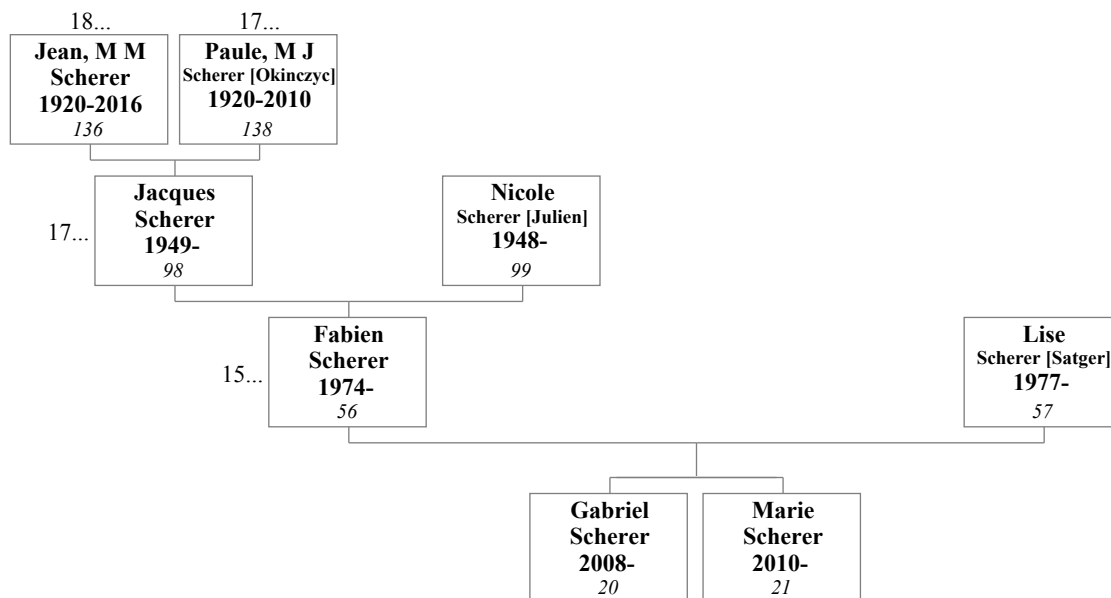 18...
17...
Jean, M M
Scherer
1920-2016
136
Paule, M J
Scherer [Okinczyc]
1920-2010
138
17...
Jacques
Scherer
1949-
98
Nicole
Scherer [Julien]
1948-
99
15...
Fabien
Scherer
1974-
56
Lise
Scherer [Satger]
1977-
57
Gabriel
Scherer
2008-
20
Marie
Scherer
2010-
21